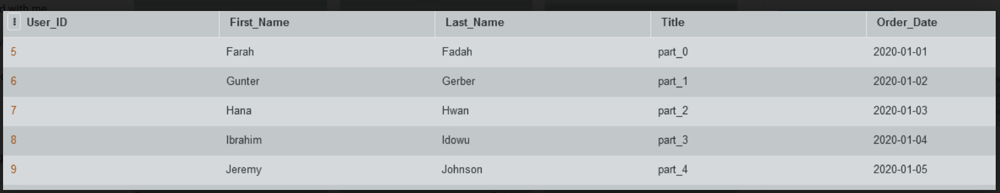 d with me
User_ID First_Name Last_Name Title Order_Date
5 Farah Fadah part_0 2020-01-01
6 Gunter Gerber part_1 2020-01-02
7 Hana Hwan part_2 2020-01-03
8 Ibrahim Idowu part_3 2020-01-04
9 Jeremy Johnson part_4 2020-01-05